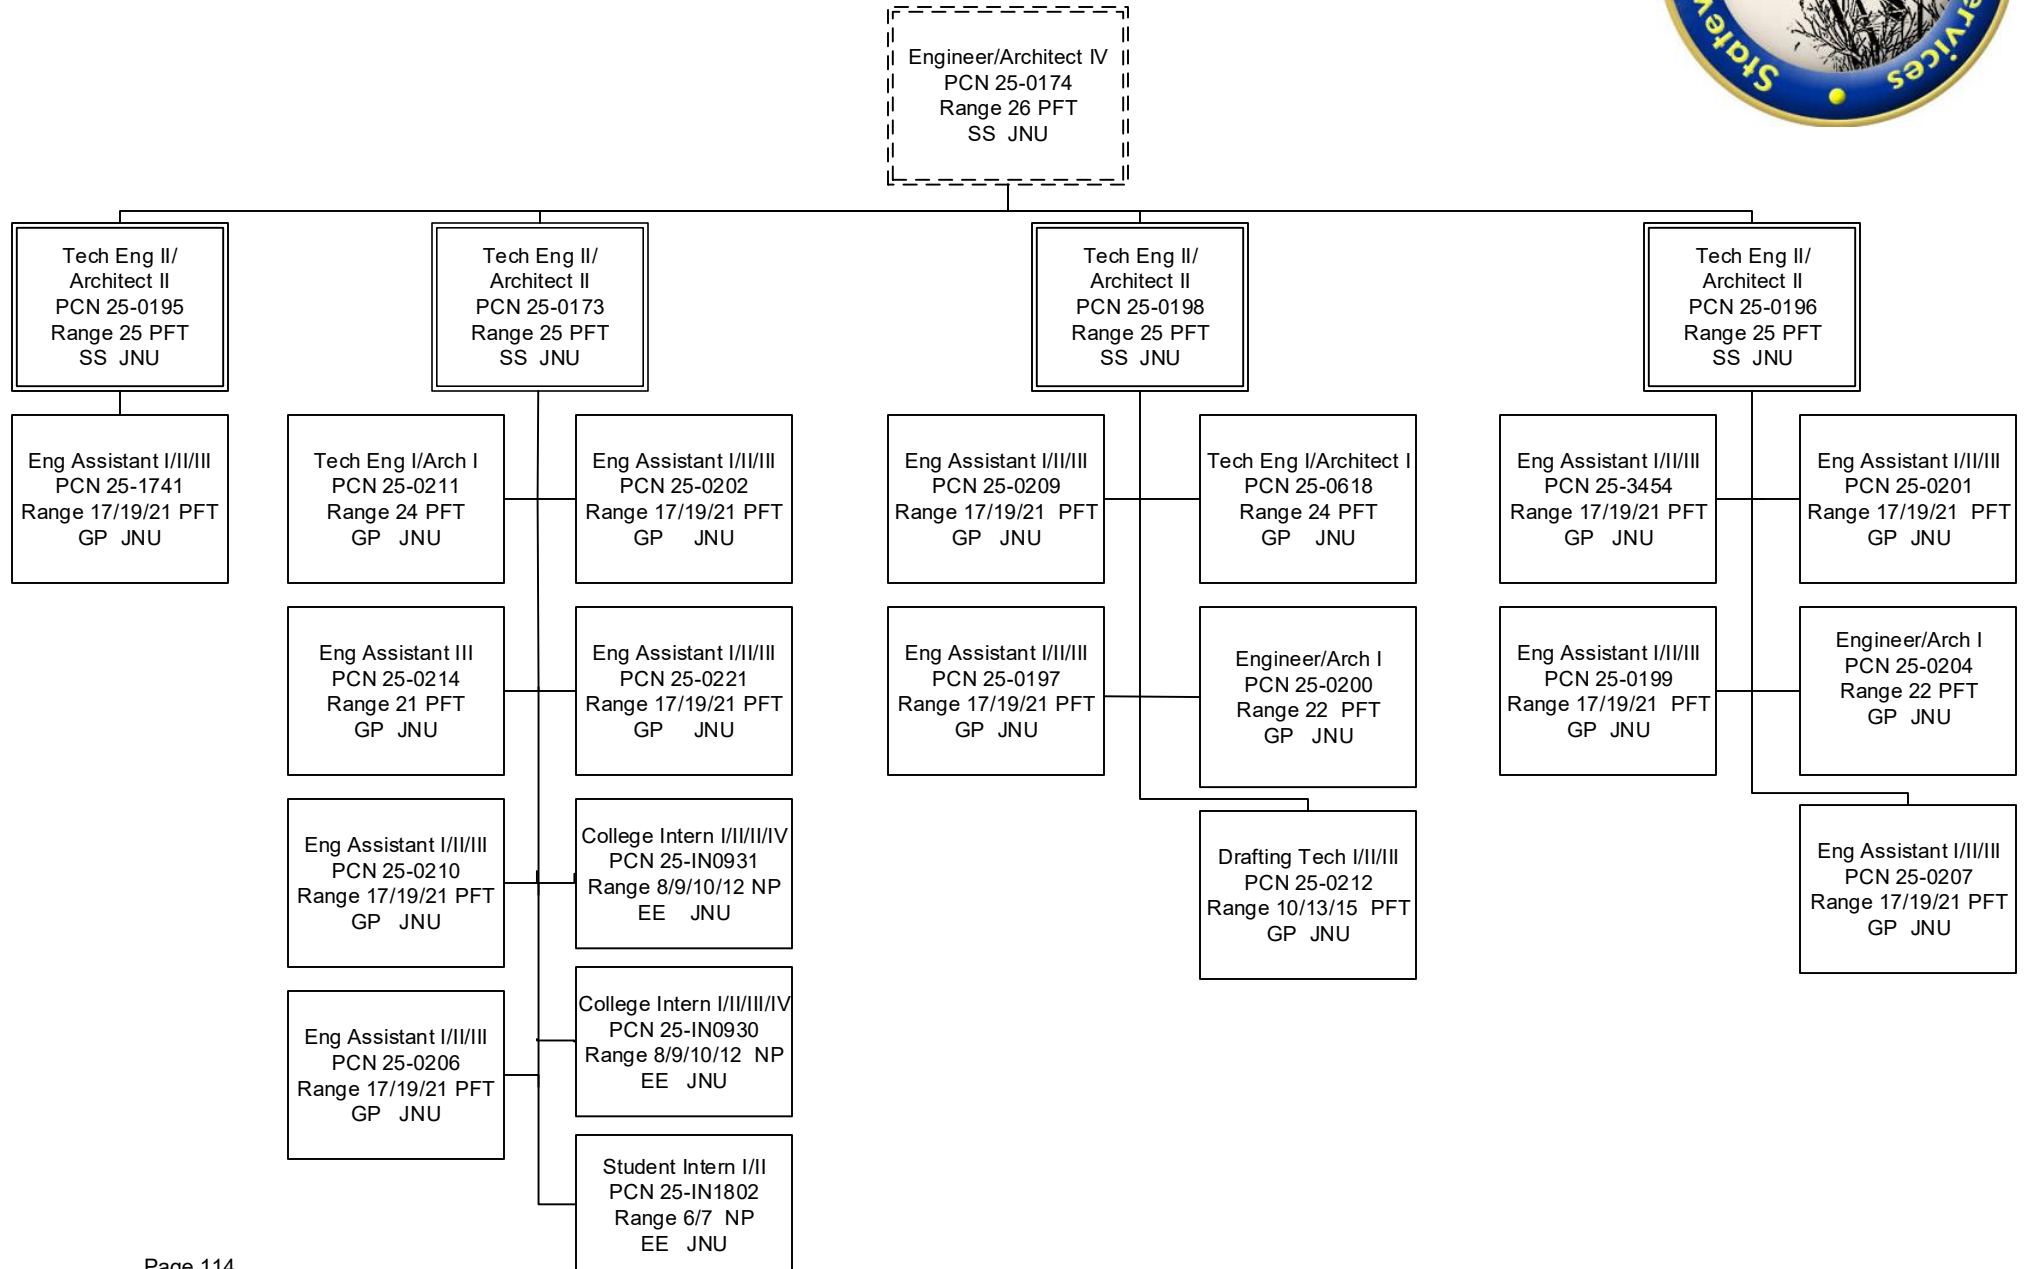 Engineer/Architect IV
PCN 25-0174
Range 26 PFT
SS JNU
Services
Tech Eng II/
Architect II
PCN 25-0195
Range 25 PFT
SS JNU
Tech Eng II/
Architect II
PCN 25-0173
Range 25 PFT
SS JNU
Tech Eng II/
Architect II
PCN 25-0198
Range 25 PFT
SS JNU
Tech Eng II/
Architect II
PCN 25-0196
Range 25 PFT
SS JNU
Eng Assistant I/II/III
PCN 25-1741
Range 17/19/21 PFT
GP JNU
Tech Eng I/Arch I
PCN 25-0211
Range 24 PFT
GP JNU
Eng Assistant I/II/III
PCN 25-0202
Range 17/19/21 PFT
GP JNU
Eng Assistant I/II/III
PCN 25-0209
Range 17/19/21 PFT
GP JNU
Tech Eng I/Architect I
PCN 25-0618
Range 24 PFT
GP JNU
Eng Assistant I/II/III
PCN 25-3454
Range 17/19/21 PFT
GP JNU
Eng Assistant I/II/III
PCN 25-0201
Range 17/19/21 PFT
GP JNU
Eng Assistant III
PCN 25-0214
Range 21 PFT
GP JNU
Eng Assistant I/II/III
PCN 25-0221
Range 17/19/21 PFT
GP JNU
Eng Assistant I/II/III
PCN 25-0197
Range 17/19/21 PFT
GP JNU
Engineer/Arch I
PCN 25-0200
Range 22 PFT
GP JNU
Eng Assistant I/II/III
PCN 25-0199
Range 17/19/21 PFT
GP JNU
Engineer/Arch I
PCN 25-0204
Range 22 PFT
GP JNU
Eng Assistant I/II/III
PCN 25-0210
Range 17/19/21 PFT
GP JNU
College Intern I/II/II/IV
PCN 25-IN0931
Range 8/9/10/12 NP
EE JNU
Drafting Tech I/II/III
PCN 25-0212
Range 10/13/15 PFT
GP JNU
Eng Assistant I/II/III
PCN 25-0207
Range 17/19/21 PFT
GP JNU
Eng Assistant I/II/III
PCN 25-0206
Range 17/19/21 PFT
GP JNU
College Intern I/II/III/IV
PCN 25-IN0930
Range 8/9/10/12 NP
EE JNU
Student Intern I/II
PCN 25-IN1802
Range 6/7 NP
EE JNU
Page 114